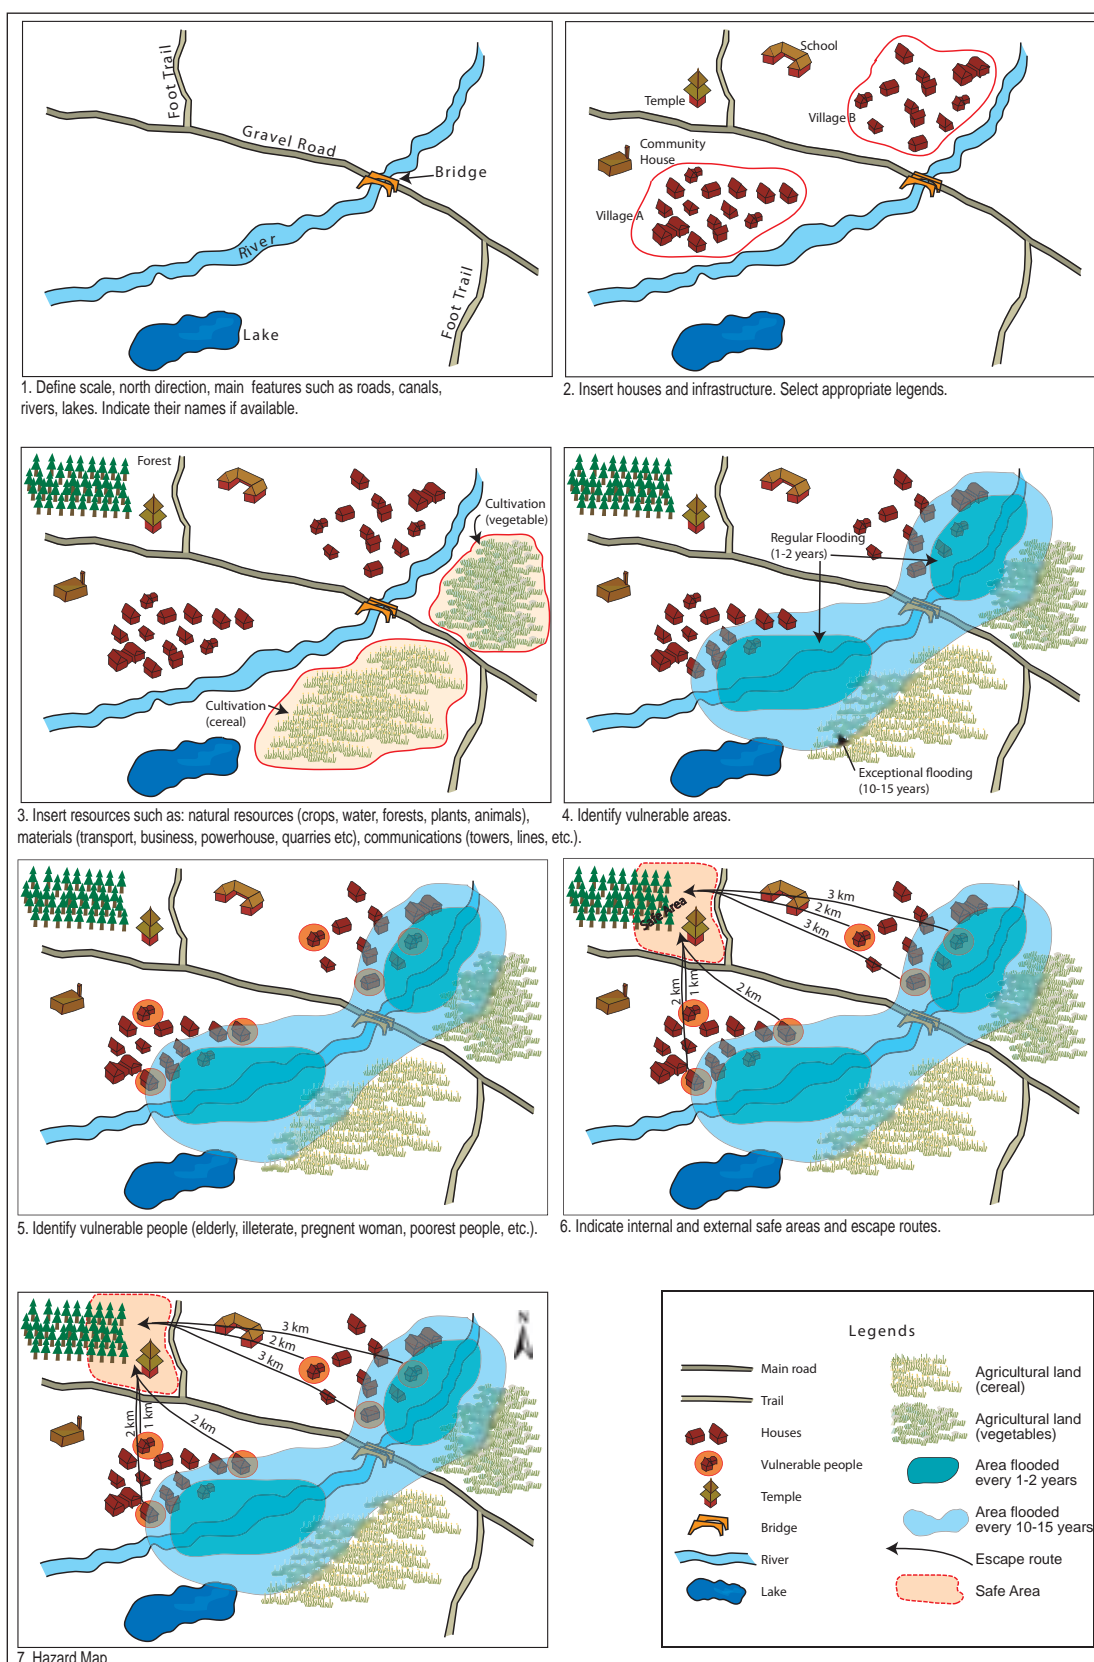 Foot Trail
Gravel Road
Bridge
River
Foot Trail
Lake
1. Define scale, north direction, main features such as roads, canals,
rivers, lakes. Indicate their names if available.
School
Temple
Village B
Community
House
Village A
2. Insert houses and infrastructure. Select appropriate legends.
Forest
Cultivation
(vegetable)
Cultivation
(cereal)
3. Insert resources such as: natural resources (crops, water, forests, plants, animals),
materials (transport, business, powerhouse, quarries etc), communications (towers, lines, etc.).
Regular Flooding
(1-2 years)
Exceptional flooding
(10-15 years)
4. Identify vulnerable areas.
5. Identify vulnerable people (elderly, illeterate, pregnent woman, poorest people, etc.).
Safe Area
3 km
2 km
3 km
2 km
1 km
2 km
6. Indicate internal and external safe areas and escape routes.
N
3 km
2 km
3 km
2 km
1 km
2 km
7. Hazard Map
Legends
Main road
Trail
Houses
Vulnerable people
Temple
Bridge
River
Lake
Agricultural land
(cereal)
Agricultural land
(vegetables)
Area flooded
every 1-2 years
Area flooded
every 10-15 years
Escape route
Safe Area